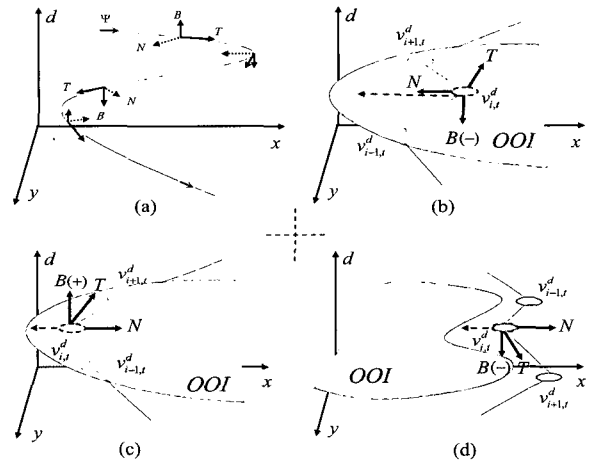 d
Ψ
B
N
T
T
B
N
x
y
(a)
d
v^d_{i+1,t}
T
N
v^d_{i,t}
B(−)
OOI
v^d_{i−1,t}
x
y
(b)
d
B(+)
T
v^d_{i+1,t}
N
v^d_{i,t}
v^d_{i−1,t}
OOI
x
y
(c)
d
v^d_{i−1,t}
N
v^d_{i,t}
B(−)
T
OOI
x
v^d_{i+1,t}
y
(d)